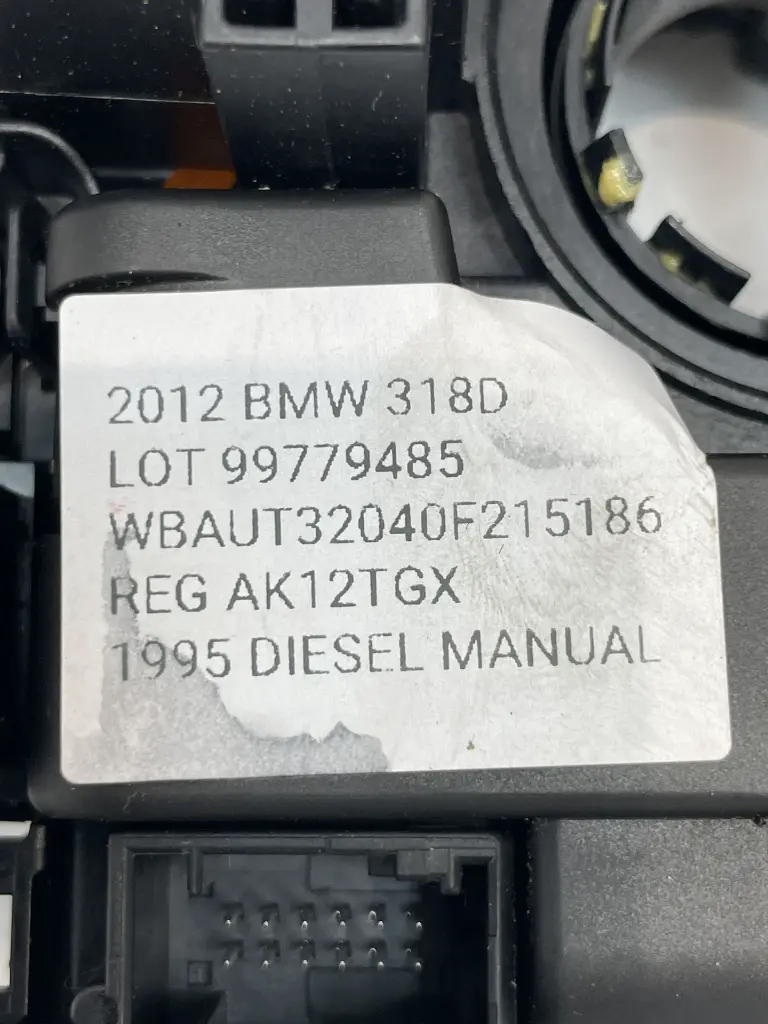 2012 BMW 318D
LOT 99779485
WBAUT32040F215186
REG AK12TGX
1995 DIESEL MANUAL